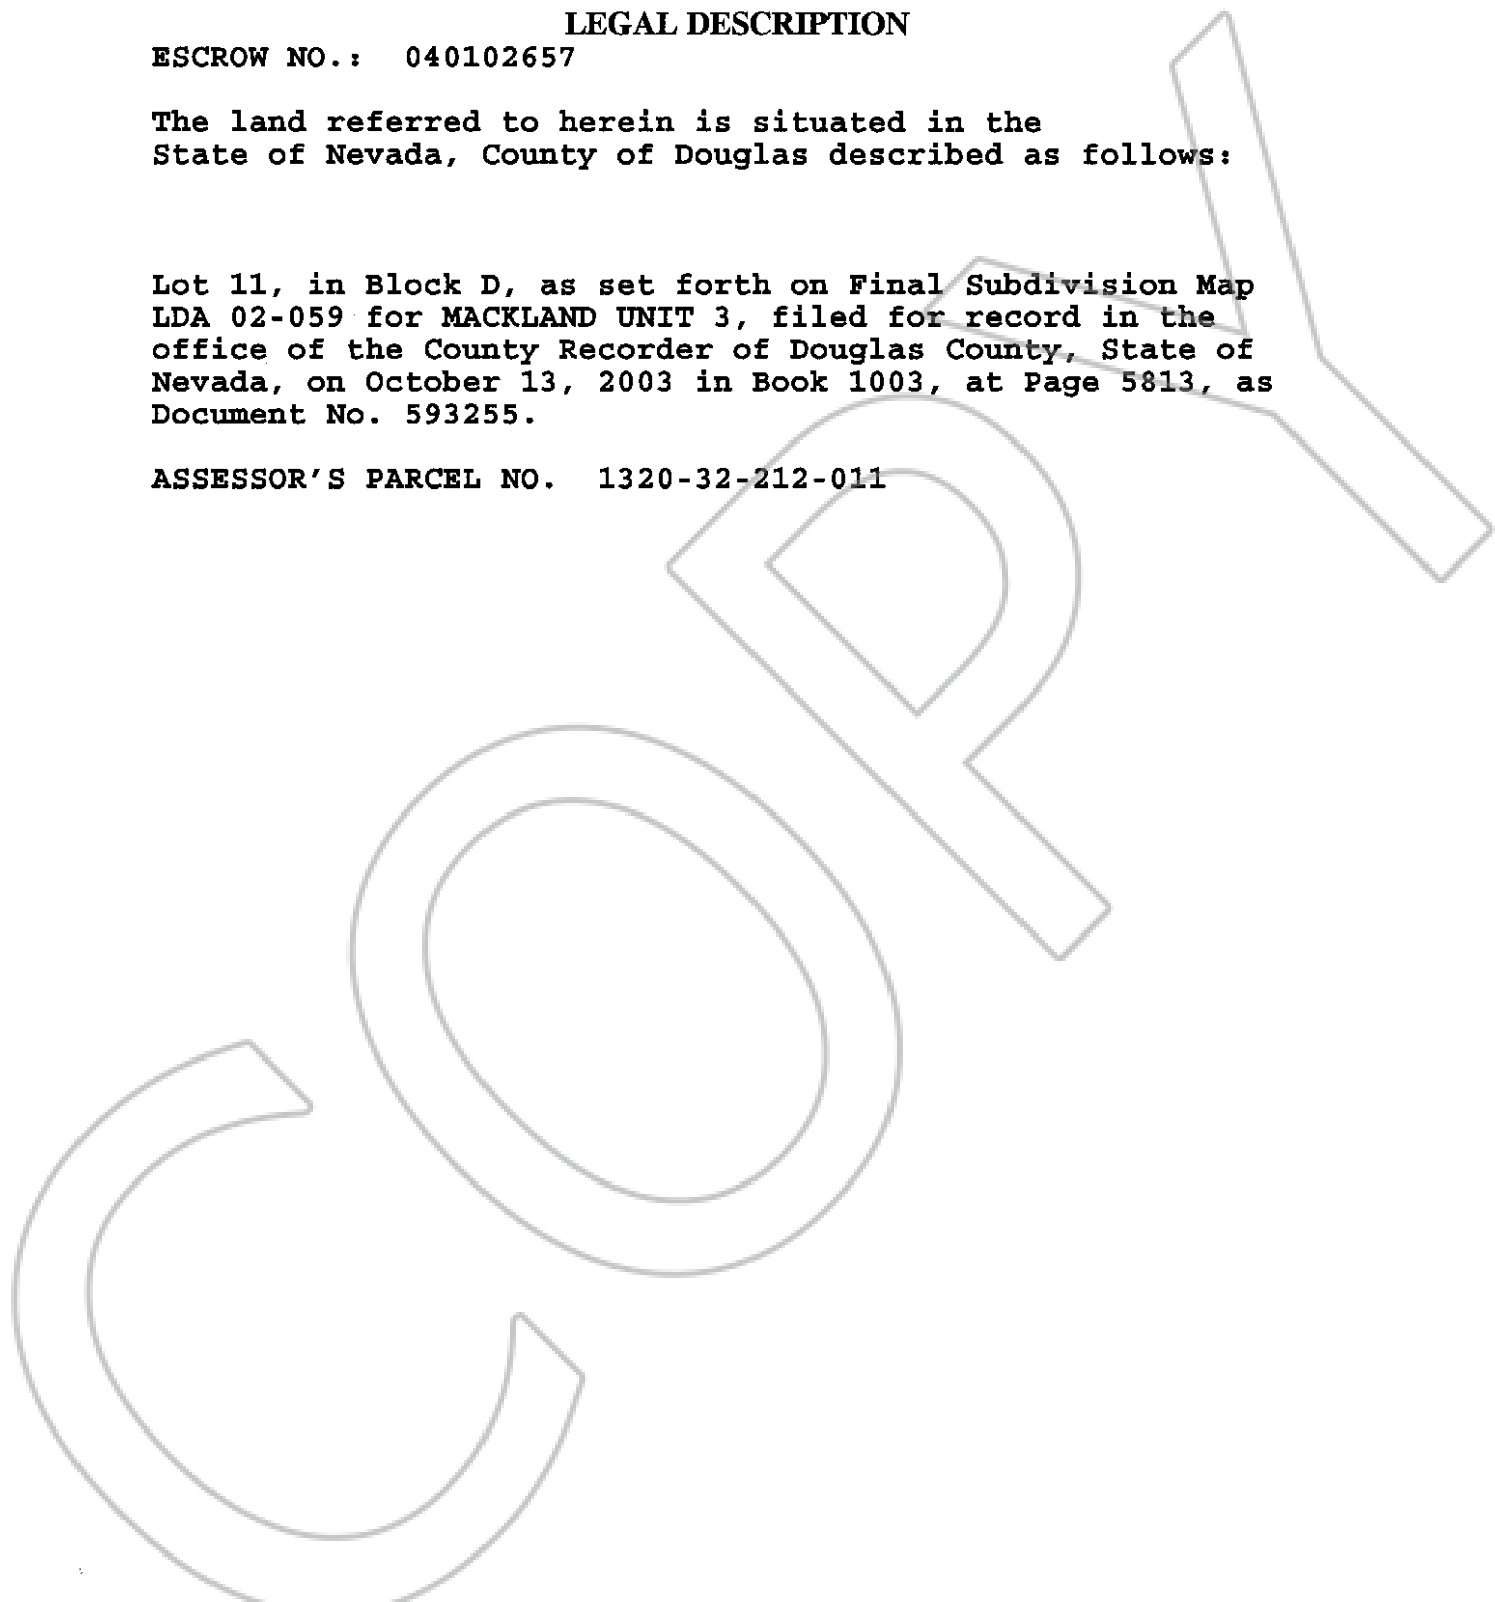 LEGAL DESCRIPTION
ESCROW NO.: 040102657
The land referred to herein is situated in the
State of Nevada, County of Douglas described as follows:
Lot 11, in Block D, as set forth on Final Subdivision Map
LDA 02-059 for MACKLAND UNIT 3, filed for record in the
office of the County Recorder of Douglas County, State of
Nevada, on October 13, 2003 in Book 1003, at Page 5813, as
Document No. 593255.
ASSESSOR'S PARCEL NO. 1320-32-212-011
COPY